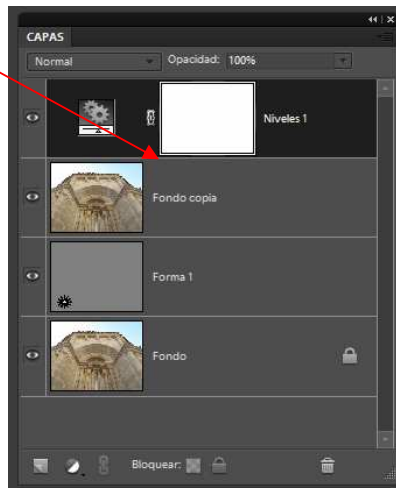 CAPAS
Normal Opacidad: 100%
Niveles 1
Fondo copia
Forma 1
Fondo
Bloquear: